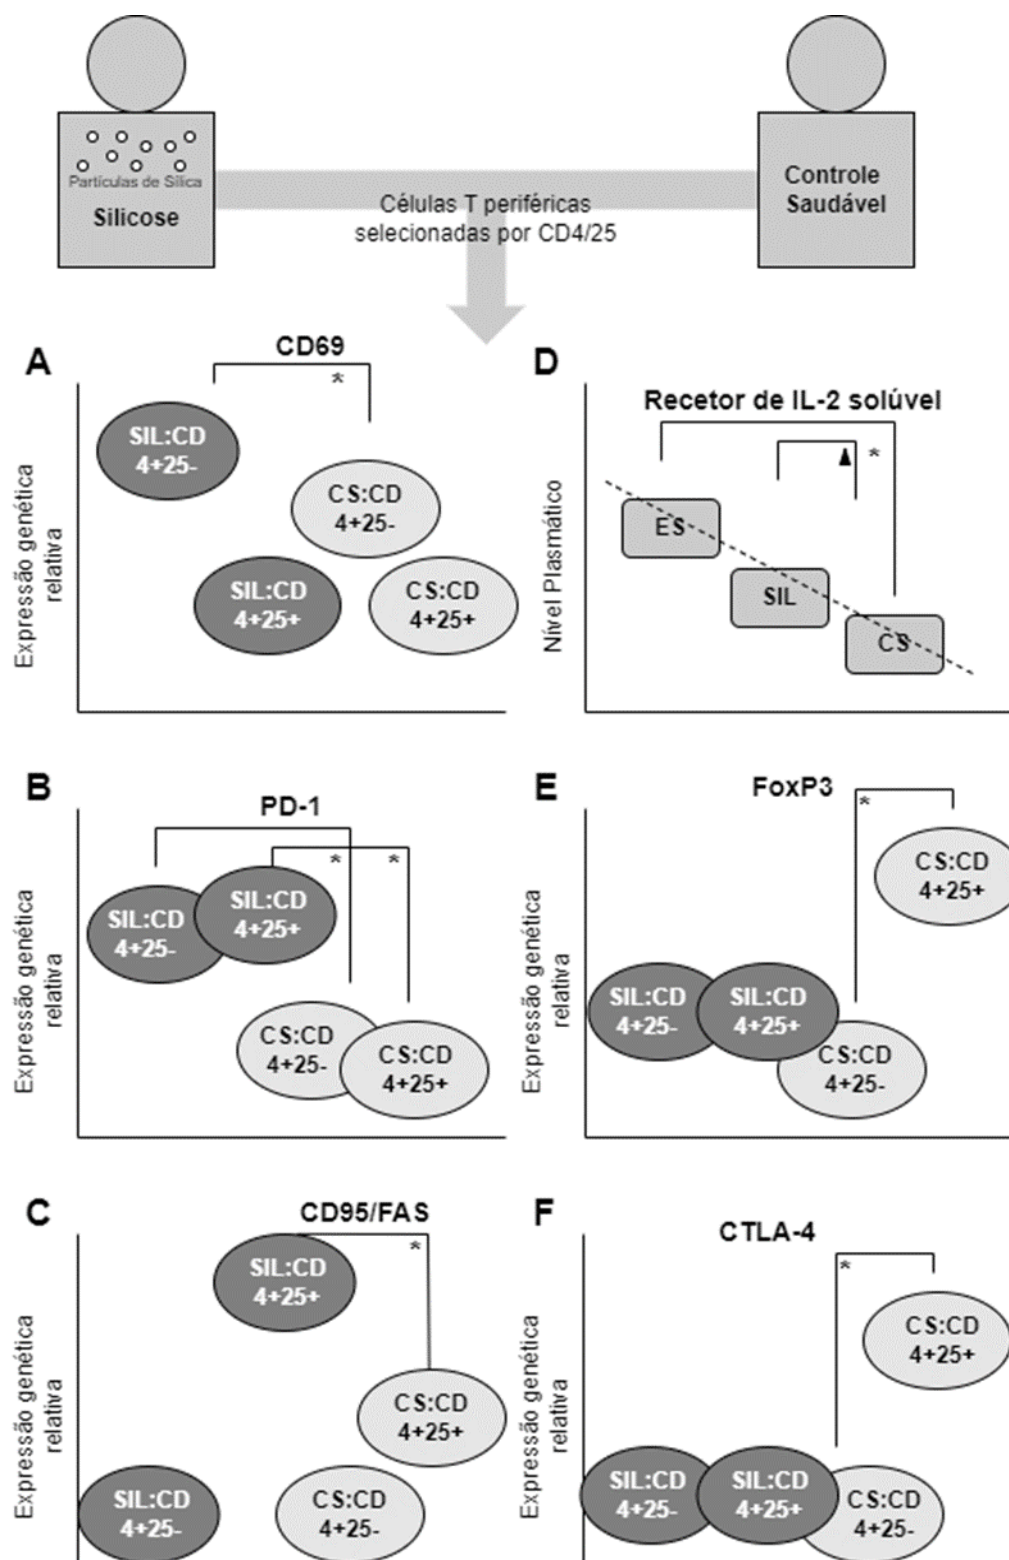 Partículas de Sílica
Silicose
Células T periféricas
selecionadas por CD4/25
Controle
Saudável
A
CD69
*
Expressão genética
relativa
SIL:CD
4+25-
CS:CD
4+25-
SIL:CD
4+25+
CS:CD
4+25+
D
Recetor de IL-2 solúvel
*
Nível Plasmático
ES
SIL
CS
B
PD-1
*
*
Expressão genética
relativa
SIL:CD
4+25-
SIL:CD
4+25+
CS:CD
4+25-
CS:CD
4+25+
E
FoxP3
*
Expressão genética
relativa
CS:CD
4+25+
SIL:CD
4+25-
SIL:CD
4+25+
CS:CD
4+25-
C
CD95/FAS
*
Expressão genética
relativa
SIL:CD
4+25+
CS:CD
4+25+
SIL:CD
4+25-
CS:CD
4+25-
F
CTLA-4
*
Expressão genética
relativa
CS:CD
4+25+
SIL:CD
4+25-
SIL:CD
4+25+
CS:CD
4+25-